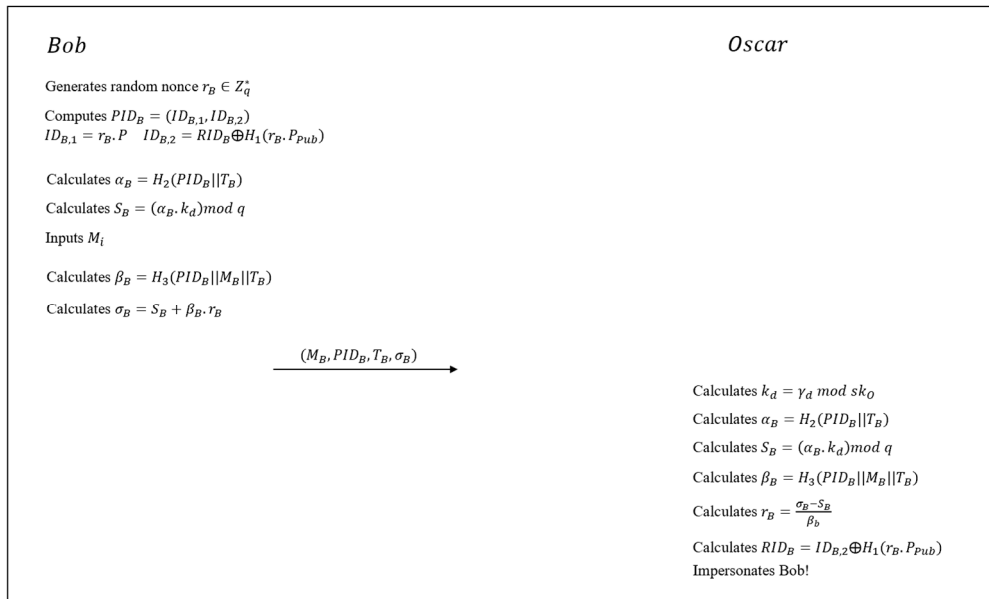 Bob
Oscar
Generates random nonce r_B ∈ Z_q^*
Computes PID_B = (ID_{B,1}, ID_{B,2})
ID_{B,1} = r_B. P    ID_{B,2} = RID_B⊕H_1(r_B. P_{Pub})
Calculates α_B = H_2(PID_B||T_B)
Calculates S_B = (α_B. k_d)mod q
Inputs M_i
Calculates β_B = H_3(PID_B||M_B||T_B)
Calculates σ_B = S_B + β_B. r_B
(M_B, PID_B, T_B, σ_B)
Calculates k_d = γ_d mod sk_O
Calculates α_B = H_2(PID_B||T_B)
Calculates S_B = (α_B. k_d)mod q
Calculates β_B = H_3(PID_B||M_B||T_B)
Calculates r_B = \frac{σ_B−S_B}{β_b}
Calculates RID_B = ID_{B,2}⊕H_1(r_B. P_{Pub})
Impersonates Bob!